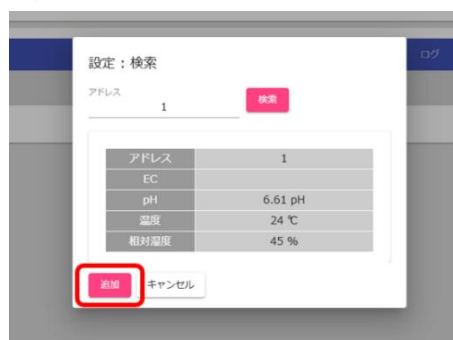 ログ
設定：検索
アドレス
1
検索
アドレス 1
EC
pH 6.61 pH
温度 24 ℃
相対湿度 45 %
追加 キャンセル